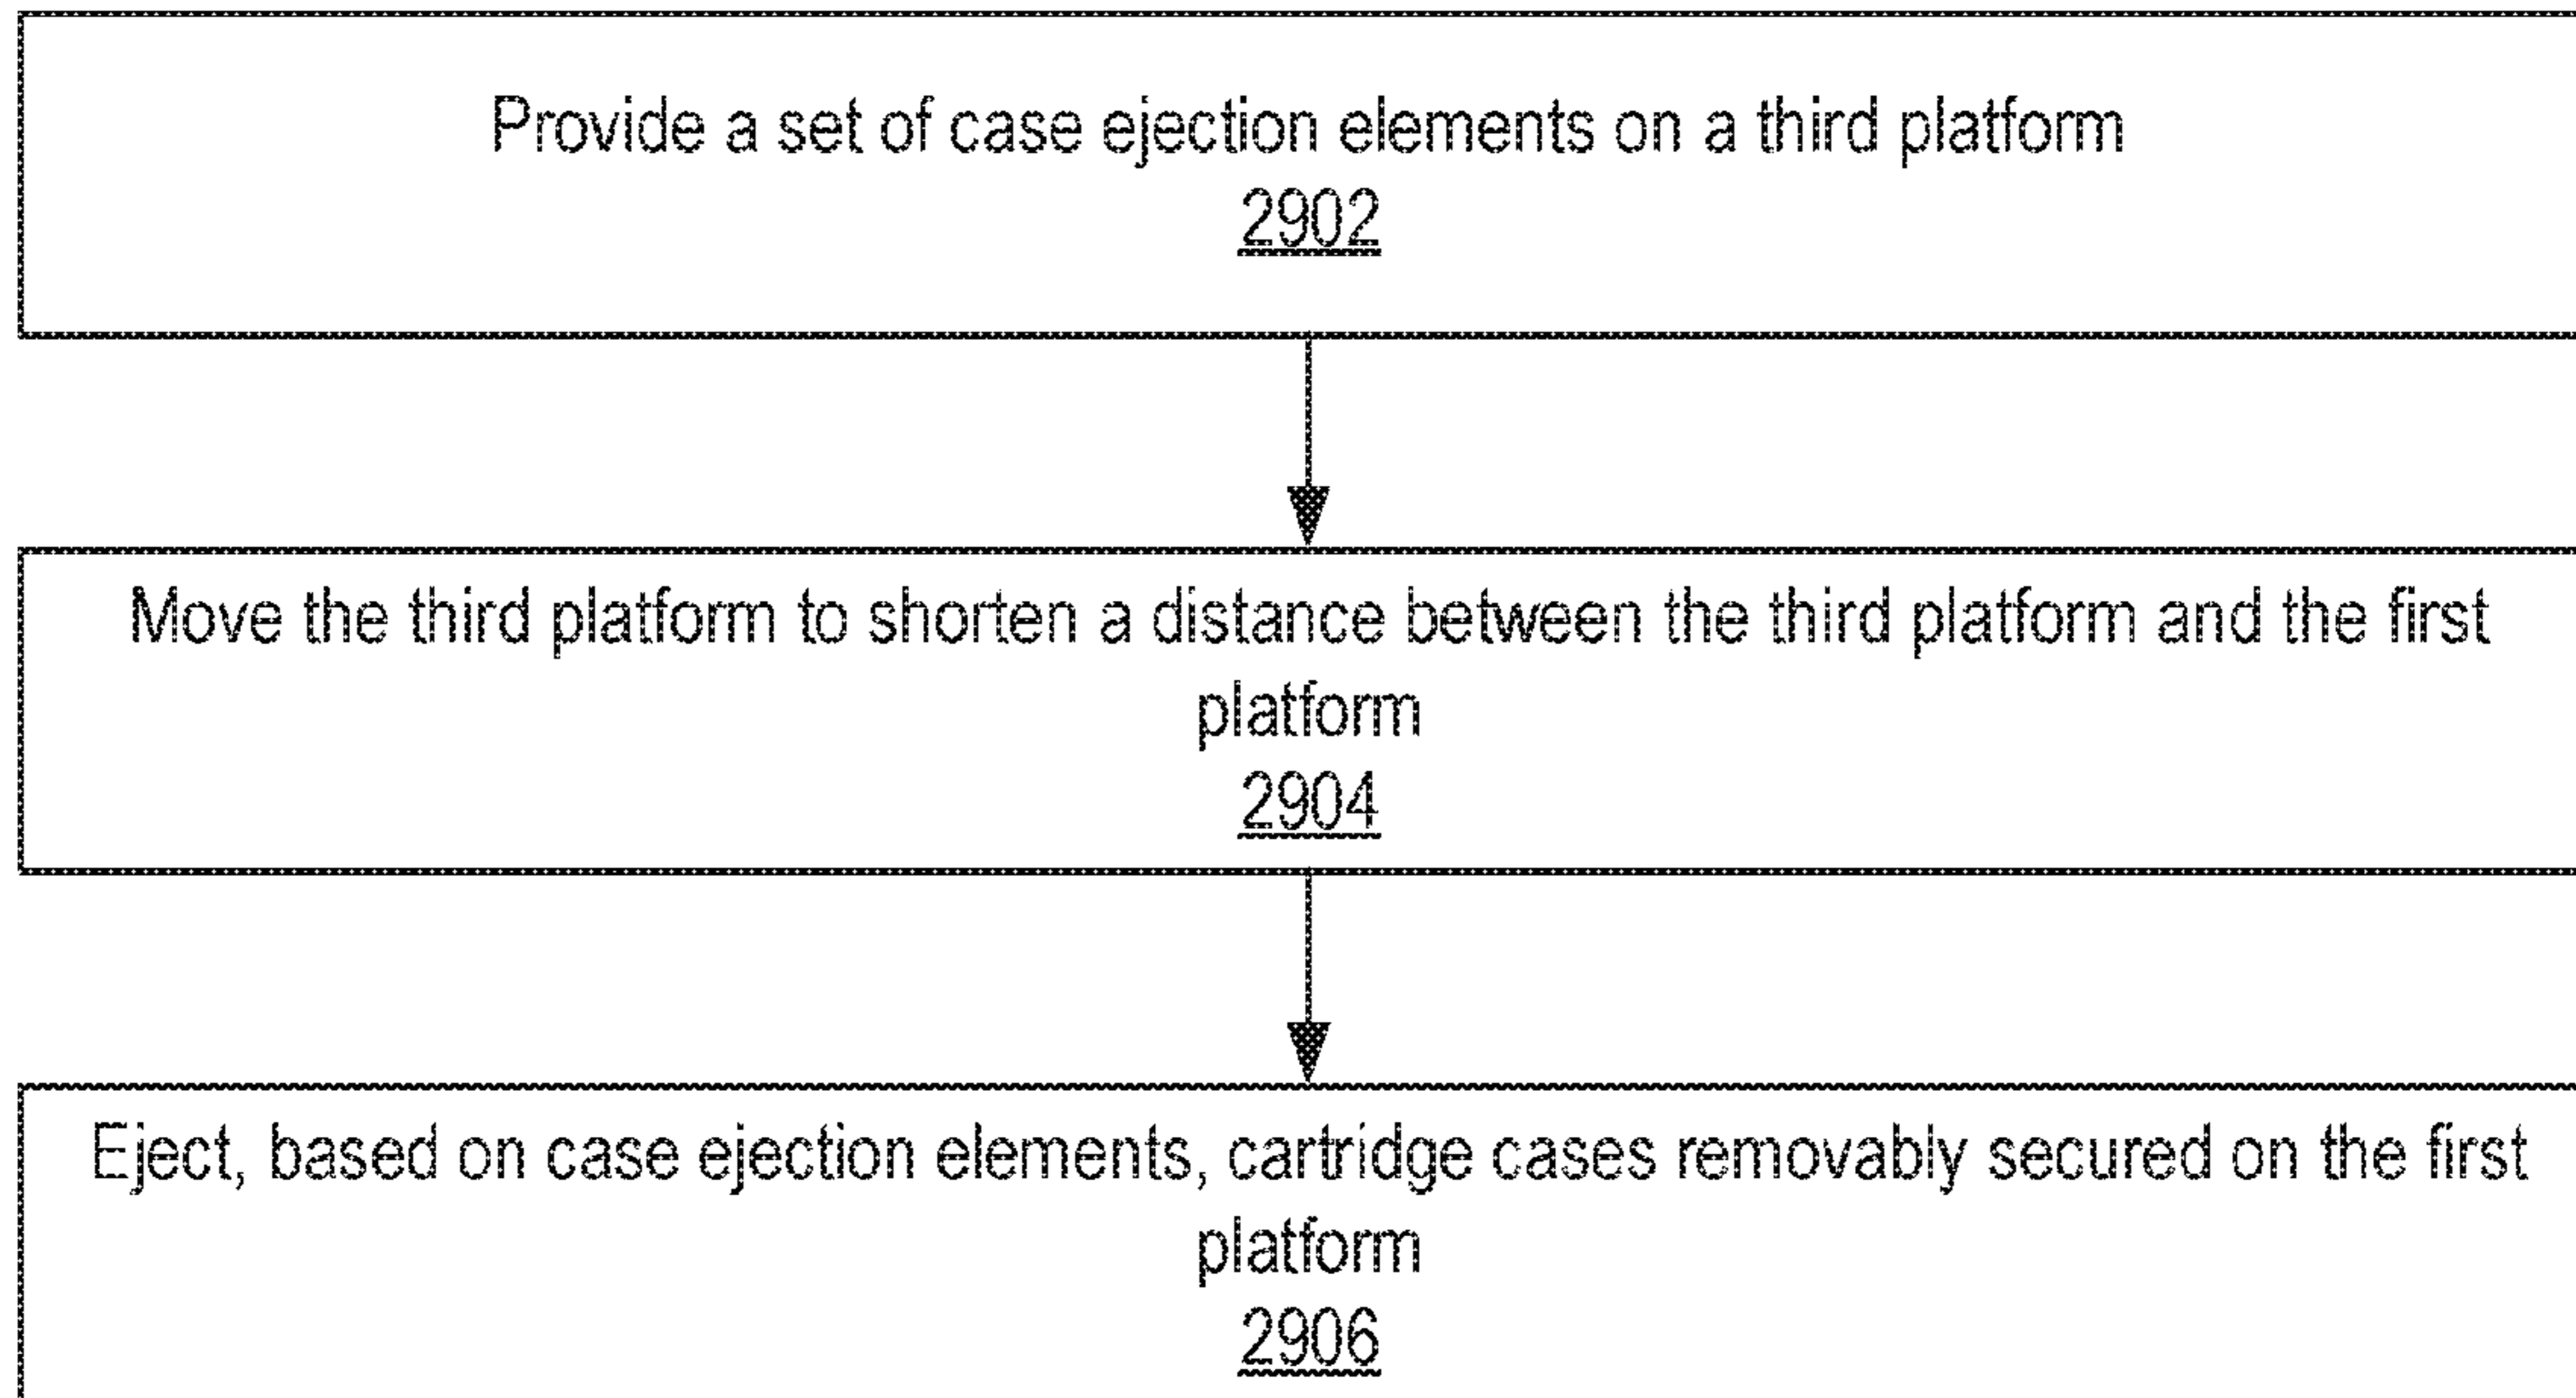 Provide a set of case ejection elements on a third platform
2902
Move the third platform to shorten a distance between the third platform and the first
platform
2904
Eject, based on case ejection elements, cartridge cases removably secured on the first
platform
2906